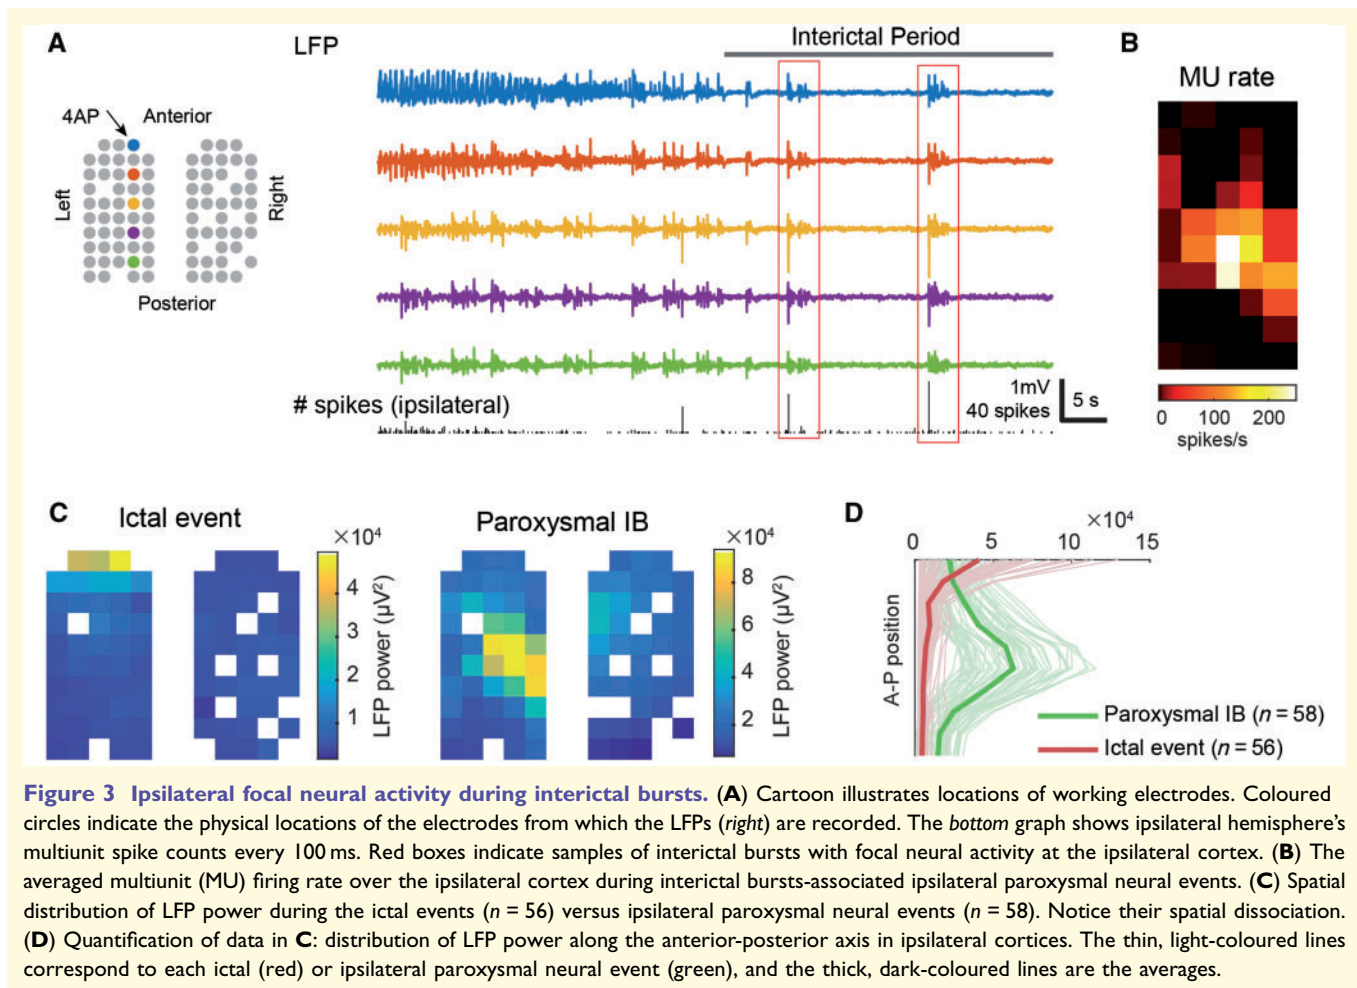 A
LFP
Interictal Period
B
MU rate
4AP
Anterior
Left
Right
Posterior
# spikes (ipsilateral)
1mV
40 spikes
5 s
0 100 200
spikes/s
C
Ictal event
×10⁴
4
3
2
1
LFP power (µV²)
Paroxysmal IB
×10⁴
8
6
4
2
LFP power (µV²)
D
×10⁴
0 5 10 15
A-P position
Paroxysmal IB (n = 58)
Ictal event (n = 56)
Figure 3 Ipsilateral focal neural activity during interictal bursts. (A) Cartoon illustrates locations of working electrodes. Coloured
circles indicate the physical locations of the electrodes from which the LFPs (right) are recorded. The bottom graph shows ipsilateral hemisphere's
multiunit spike counts every 100 ms. Red boxes indicate samples of interictal bursts with focal neural activity at the ipsilateral cortex. (B) The
averaged multiunit (MU) firing rate over the ipsilateral cortex during interictal bursts-associated ipsilateral paroxysmal neural events. (C) Spatial
distribution of LFP power during the ictal events (n = 56) versus ipsilateral paroxysmal neural events (n = 58). Notice their spatial dissociation.
(D) Quantification of data in C: distribution of LFP power along the anterior-posterior axis in ipsilateral cortices. The thin, light-coloured lines
correspond to each ictal (red) or ipsilateral paroxysmal neural event (green), and the thick, dark-coloured lines are the averages.